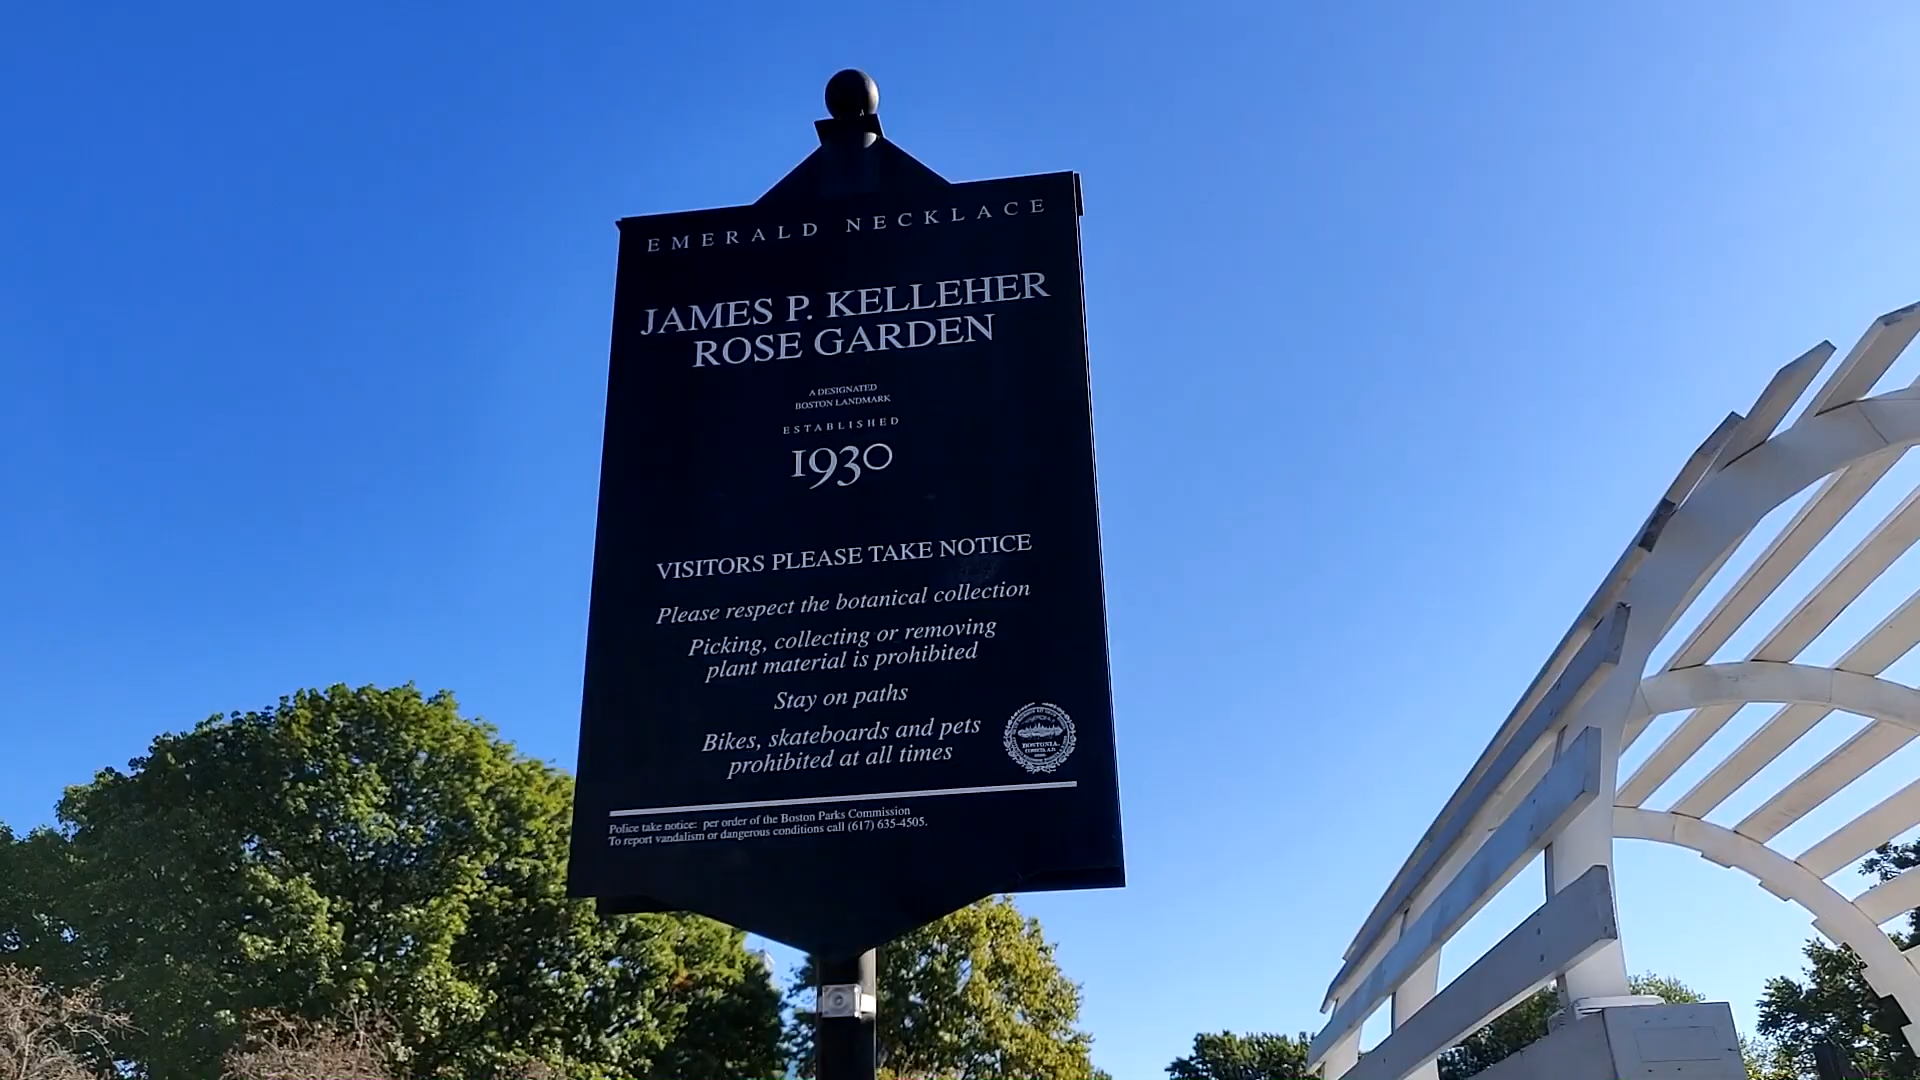 EMERALD NECKLACE
JAMES P. KELLEHER
ROSE GARDEN
A DESIGNATED
BOSTON LANDMARK
ESTABLISHED
1930
VISITORS PLEASE TAKE NOTICE
Please respect the botanical collection
Picking, collecting or removing
plant material is prohibited
Stay on paths
Bikes, skateboards and pets
prohibited at all times
BOSTONIA.
Police take notice: per order of the Boston Parks Commission
To report vandalism or dangerous conditions call (617) 635-4505.